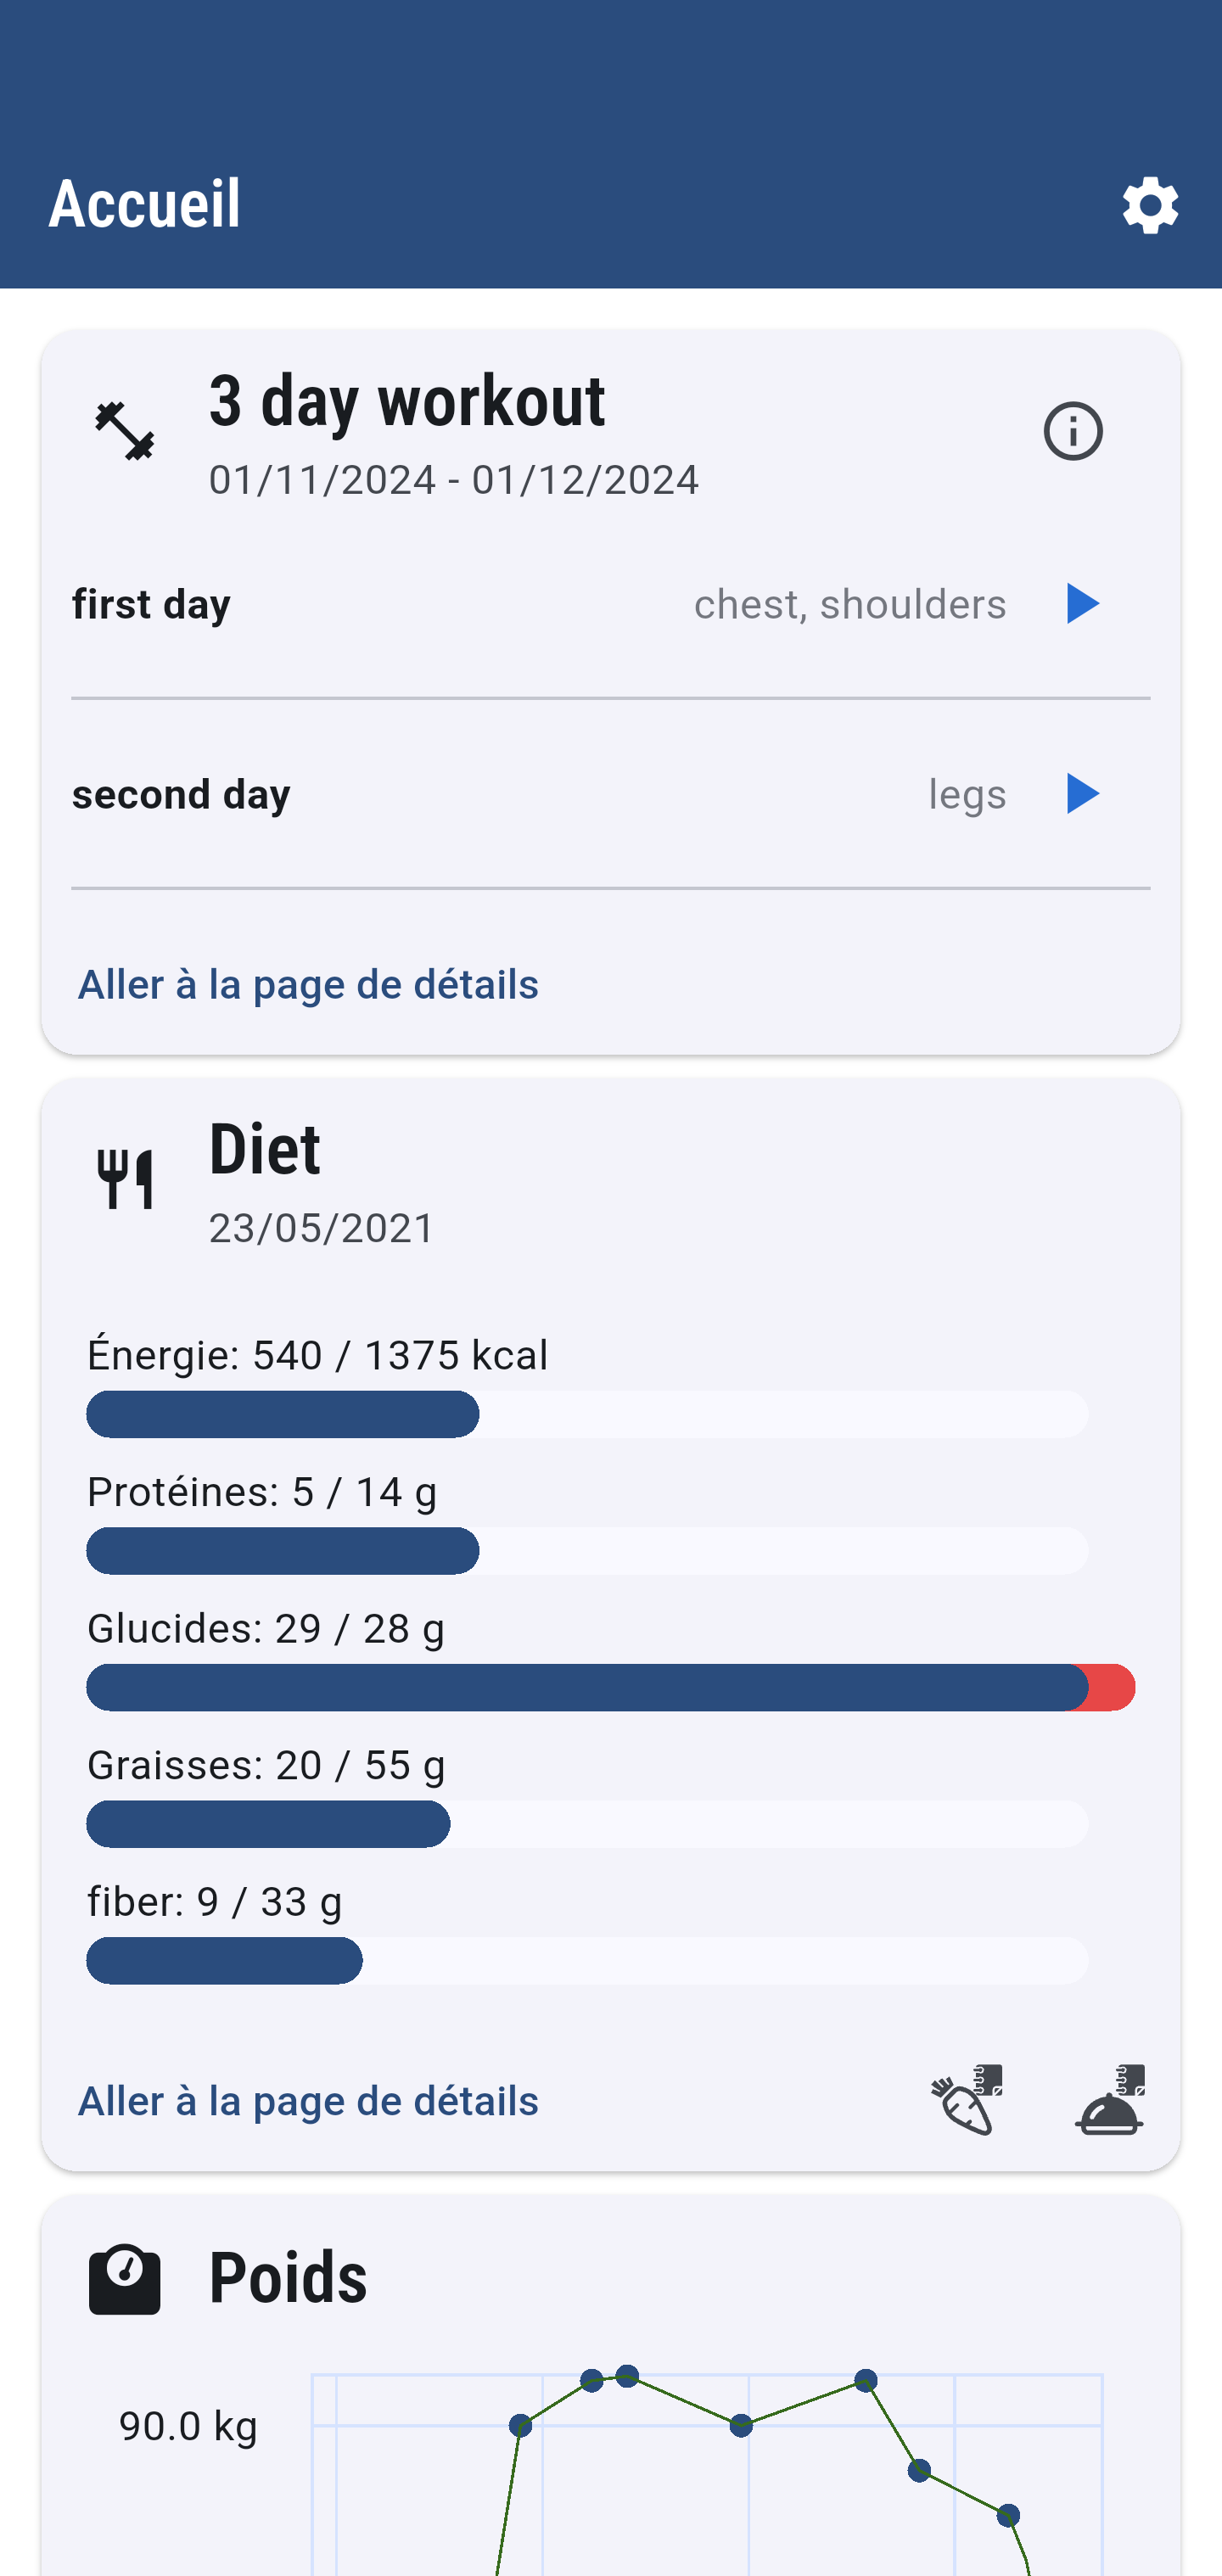 Accueil
3 day workout
01/11/2024 - 01/12/2024
first day chest, shoulders
second day legs
Aller à la page de détails
Diet
23/05/2021
Énergie: 540 / 1375 kcal
Protéines: 5 / 14 g
Glucides: 29 / 28 g
Graisses: 20 / 55 g
fiber: 9 / 33 g
Aller à la page de détails
Poids
90.0 kg